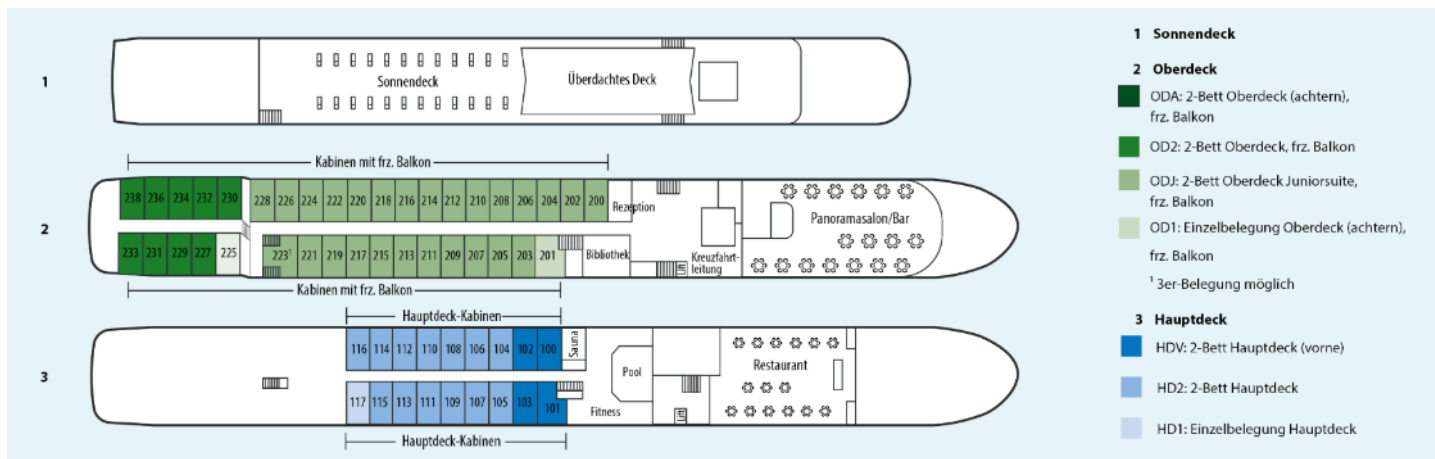 1
Sonnendeck
Überdachtes Deck
Kabinen mit frz. Balkon
2
238 236 234 232 230 228 226 224 222 220 218 216 214 212 210 208 206 204 202 200
Rezeption
Panoramasalon/Bar
233 231 229 227 225 223¹ 221 219 217 215 213 211 209 207 205 203 201
Bibliothek
Lift
Kreuzfahrt-
leitung
Kabinen mit frz. Balkon
Hauptdeck-Kabinen
3
116 114 112 110 108 106 104 102 100
Sauna
Pool
Restaurant
117 115 113 111 109 107 105 103 101
Fitness
Lift
Hauptdeck-Kabinen
1 Sonnendeck
2 Oberdeck
ODA: 2-Bett Oberdeck (achtern),
frz. Balkon
OD2: 2-Bett Oberdeck, frz. Balkon
ODJ: 2-Bett Oberdeck Juniorsuite,
frz. Balkon
OD1: Einzelbelegung Oberdeck (achtern),
frz. Balkon
¹ 3er-Belegung möglich
3 Hauptdeck
HDV: 2-Bett Hauptdeck (vorne)
HD2: 2-Bett Hauptdeck
HD1: Einzelbelegung Hauptdeck